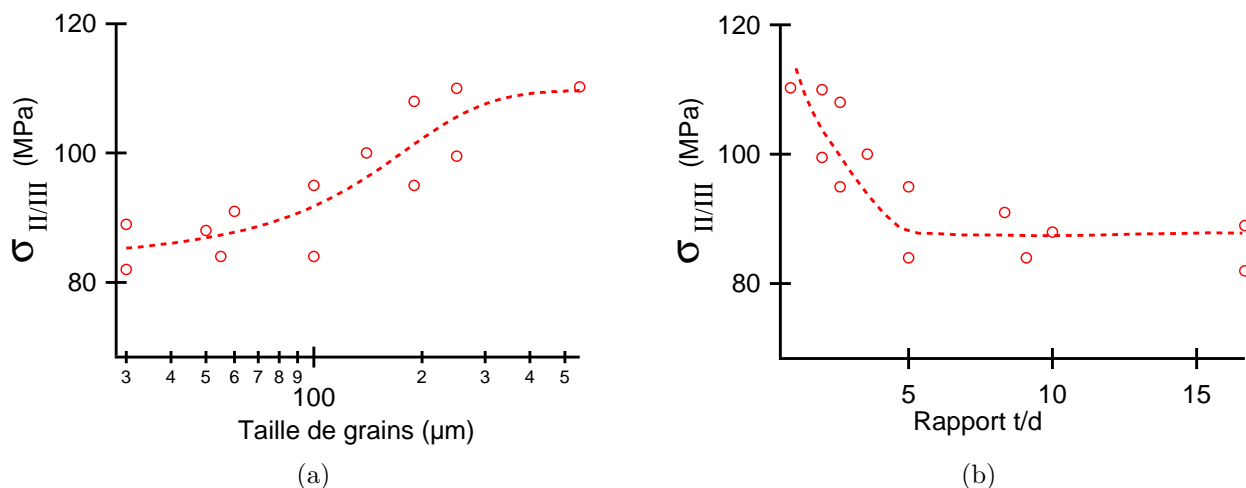 120
100
80
σ II/III (MPa)
3 4 5 6 7 8 9 2 3 4 5
100
Taille de grains (µm)
(a)
120
100
80
σ II/III (MPa)
5 10 15
Rapport t/d
(b)